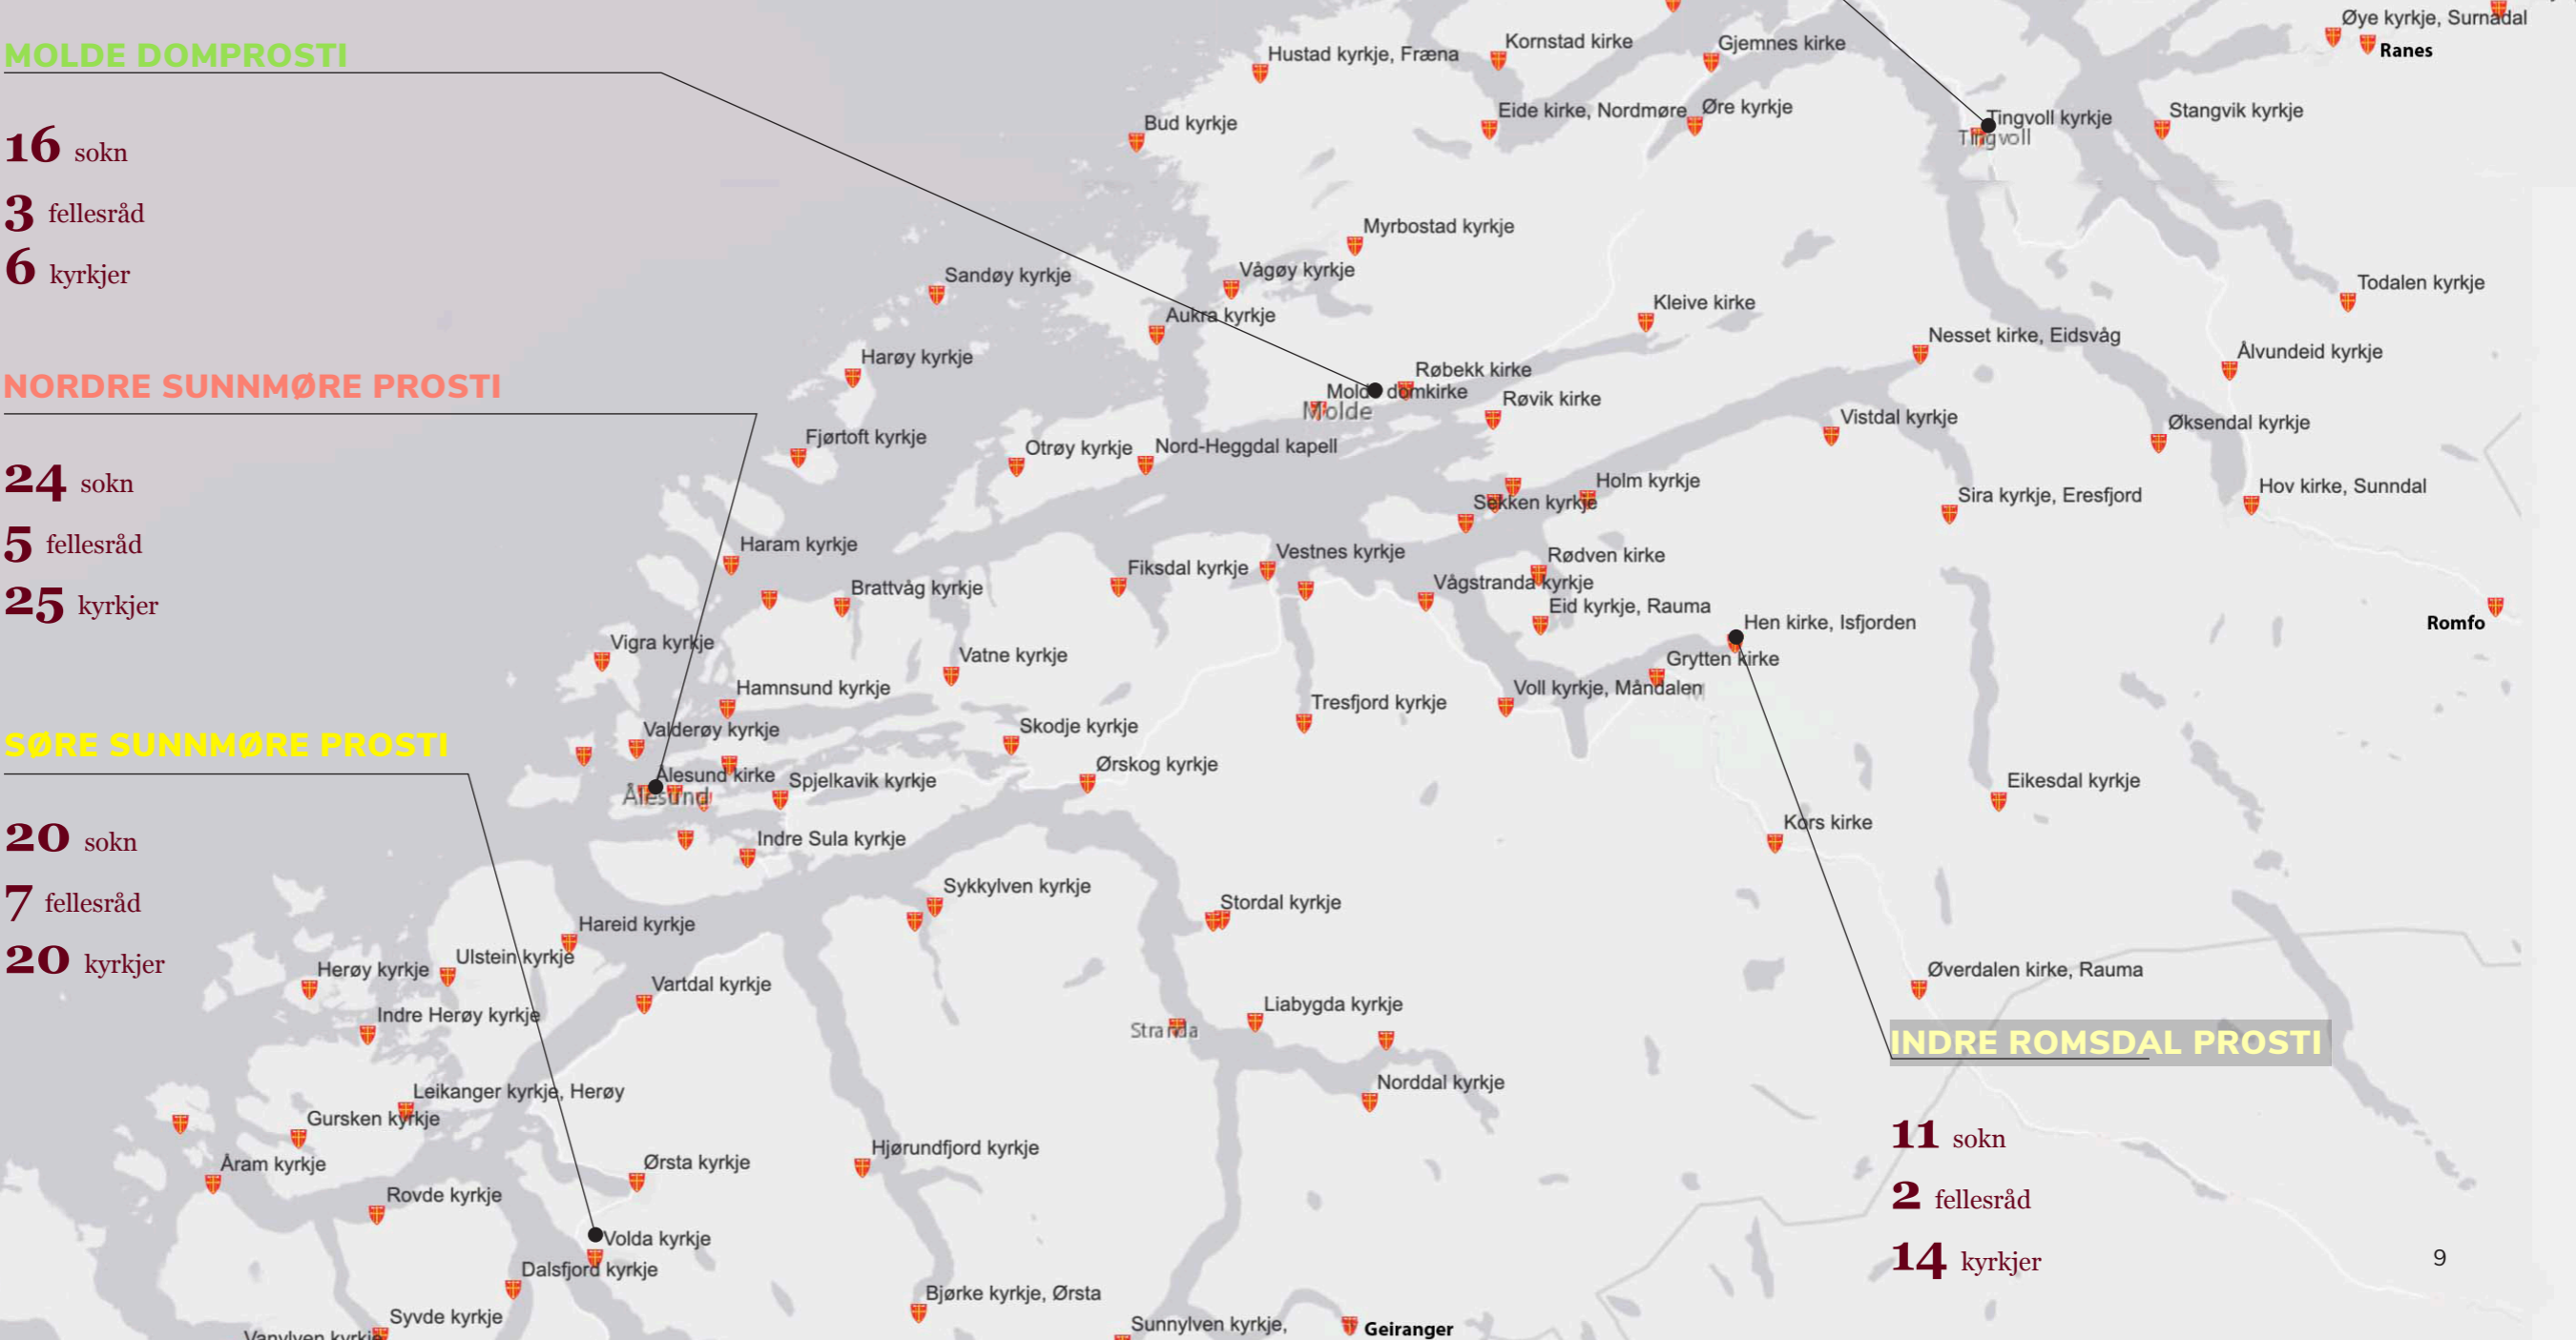 MOLDE DOMPROSTI
16 sokn
3 fellesråd
6 kyrkjer
NORDRE SUNNMØRE PROSTI
24 sokn
5 fellesråd
25 kyrkjer
SØRE SUNNMØRE PROSTI
20 sokn
7 fellesråd
20 kyrkjer
INDRE ROMSDAL PROSTI
11 sokn
2 fellesråd
14 kyrkjer
9
Øye kyrkje, Surnadal
Ranes
Kornstad kirke
Gjemnes kirke
Hustad kyrkje, Fræna
Eide kirke, Nordmøre
Øre kyrkje
Tingvoll kyrkje
Tingvoll
Stangvik kyrkje
Bud kyrkje
Myrbostad kyrkje
Sandøy kyrkje
Vågøy kyrkje
Todalen kyrkje
Kleive kirke
Aukra kyrkje
Nesset kirke, Eidsvåg
Ålvundeid kyrkje
Harøy kyrkje
Røbekk kirke
Molde domkirke
Molde
Røvik kirke
Vistdal kyrkje
Øksendal kyrkje
Fjørtoft kyrkje
Otrøy kyrkje
Nord-Heggdal kapell
Holm kyrkje
Hov kirke, Sunndal
Sira kyrkje, Eresfjord
Sekken kyrkje
Haram kyrkje
Vestnes kyrkje
Rødven kirke
Fiksdal kyrkje
Vågstranda kyrkje
Brattvåg kyrkje
Eid kyrkje, Rauma
Hen kirke, Isfjorden
Romfo
Vigra kyrkje
Vatne kyrkje
Grytten kirke
Hamnsund kyrkje
Voll kyrkje, Måndalen
M
Tresfjord kyrkje
Valderøy kyrkje
Skodje kyrkje
Ørskog kyrkje
Ålesund kirke
Ålesund
Spjelkavik kyrkje
Eikesdal kyrkje
Kors kirke
Indre Sula kyrkje
Sykkylven kyrkje
Stordal kyrkje
Hareid kyrkje
Ulstein kyrkje
Herøy kyrkje
Øverdalen kirke, Rauma
Vartdal kyrkje
Liabygda kyrkje
Indre Herøy kyrkje
Stranda
Norddal kyrkje
Leikanger kyrkje, Herøy
Gursken kyrkje
Hjørundfjord kyrkje
Åram kyrkje
Ørsta kyrkje
Rovde kyrkje
Volda kyrkje
Dalsfjord kyrkje
Bjørke kyrkje, Ørsta
Syvde kyrkje
Sunnylven kyrkje,
Geiranger
Vanylven kyrkje